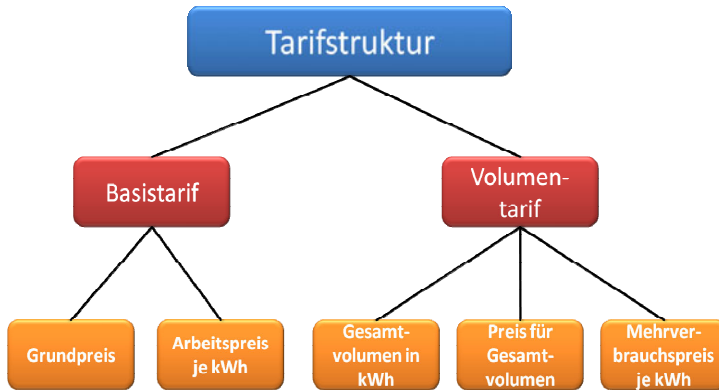 Tarifstruktur
Basistarif
Volumen-
tarif
Grundpreis
Arbeitspreis
je kWh
Gesamt-
volumen in
kWh
Preis für
Gesamt-
volumen
Mehrver-
brauchspreis
je kWh